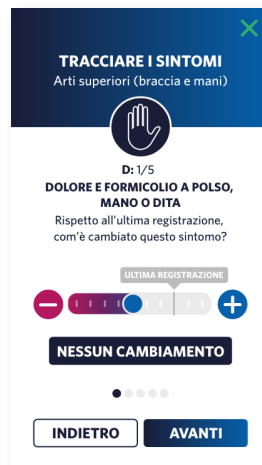 TRACCIARE I SINTOMI
Arti superiori (braccia e mani)
D: 1/5
DOLORE E FORMICOLIO A POLSO,
MANO O DITA
Rispetto all'ultima registrazione,
com'è cambiato questo sintomo?
ULTIMA REGISTRAZIONE
NESSUN CAMBIAMENTO
INDIETRO
AVANTI